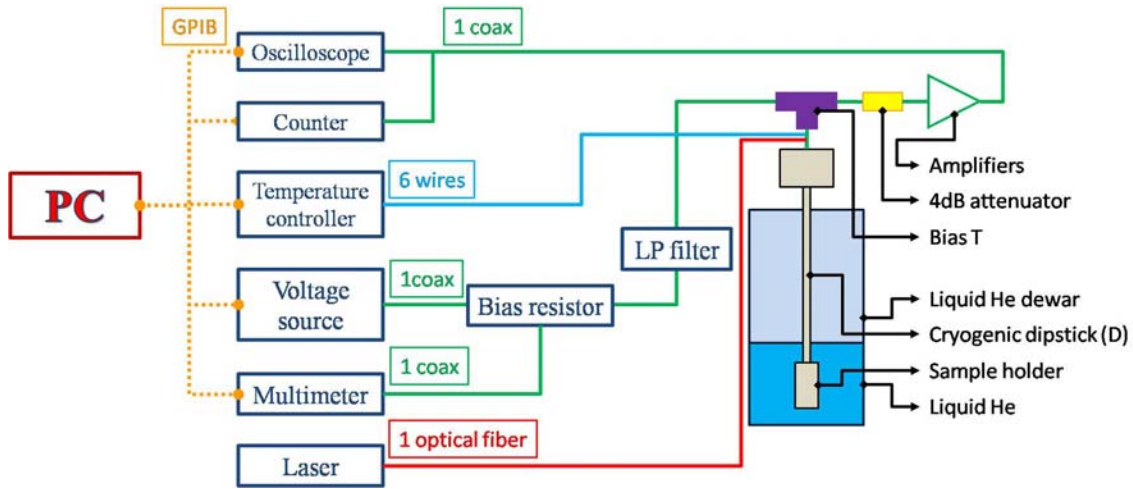 GPIB
1 coax
Oscilloscope
Counter
Amplifiers
PC
Temperature
controller
6 wires
4dB attenuator
Bias T
LP filter
Voltage
source
1coax
Bias resistor
Liquid He dewar
Cryogenic dipstick (D)
1 coax
Multimeter
Sample holder
Liquid He
1 optical fiber
Laser